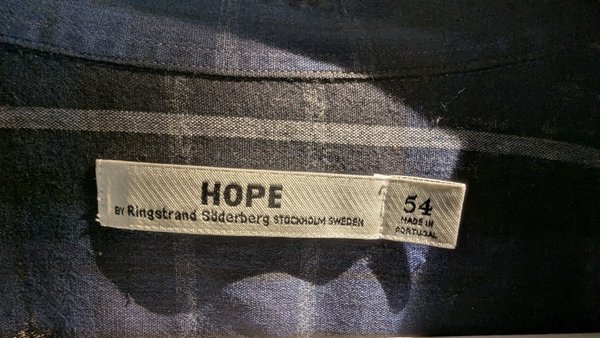 HOPE
BY Ringstrand Söderberg STOCKHOLM SWEDEN
54
MADE IN
PORTUGAL